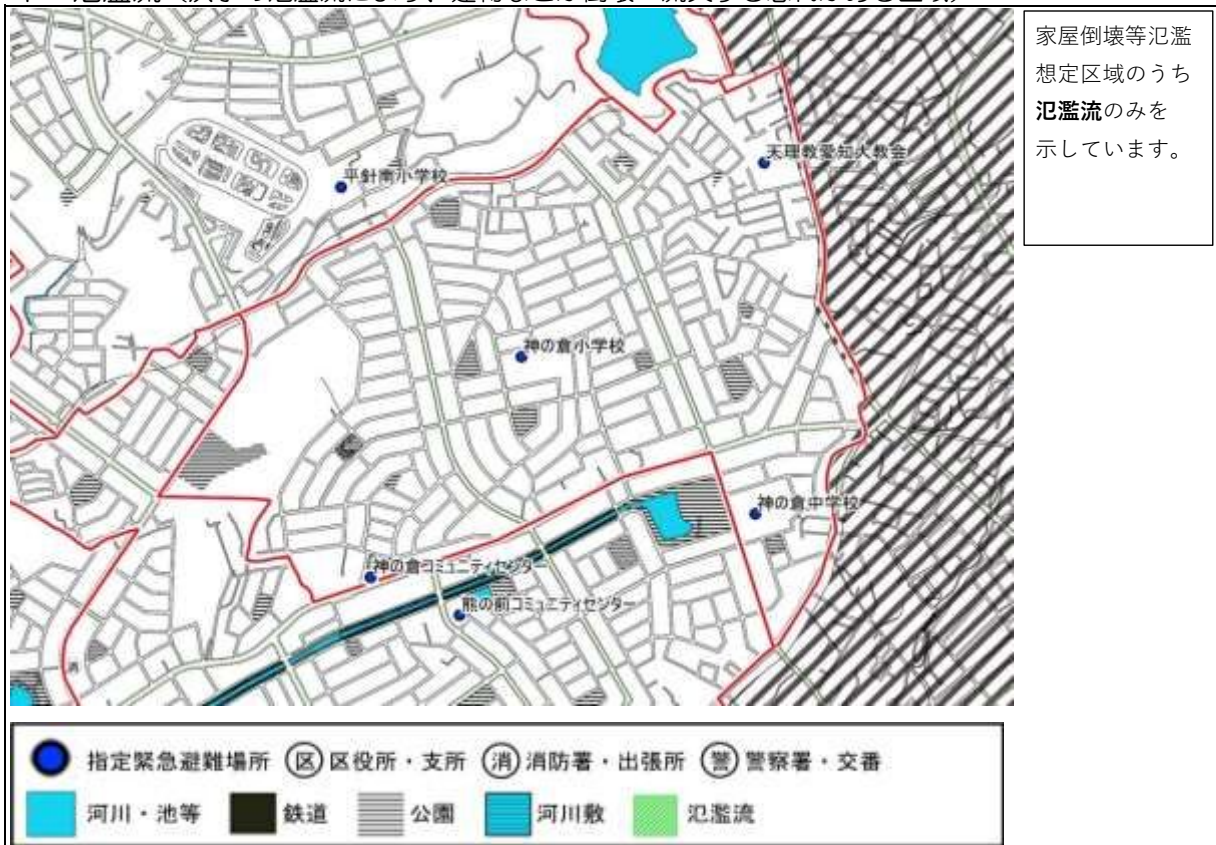 家屋倒壊等氾濫
想定区域のうち
氾濫流のみを
示しています。
天理教愛知大教会
平針南小学校
神の倉小学校
神の倉中学校
神の倉コミュニティセンター
熊の前コミュニティセンター
消
指定緊急避難場所 区 区役所・支所 消 消防署・出張所 警 警察署・交番
河川・池等 鉄道 公園 河川敷 氾濫流